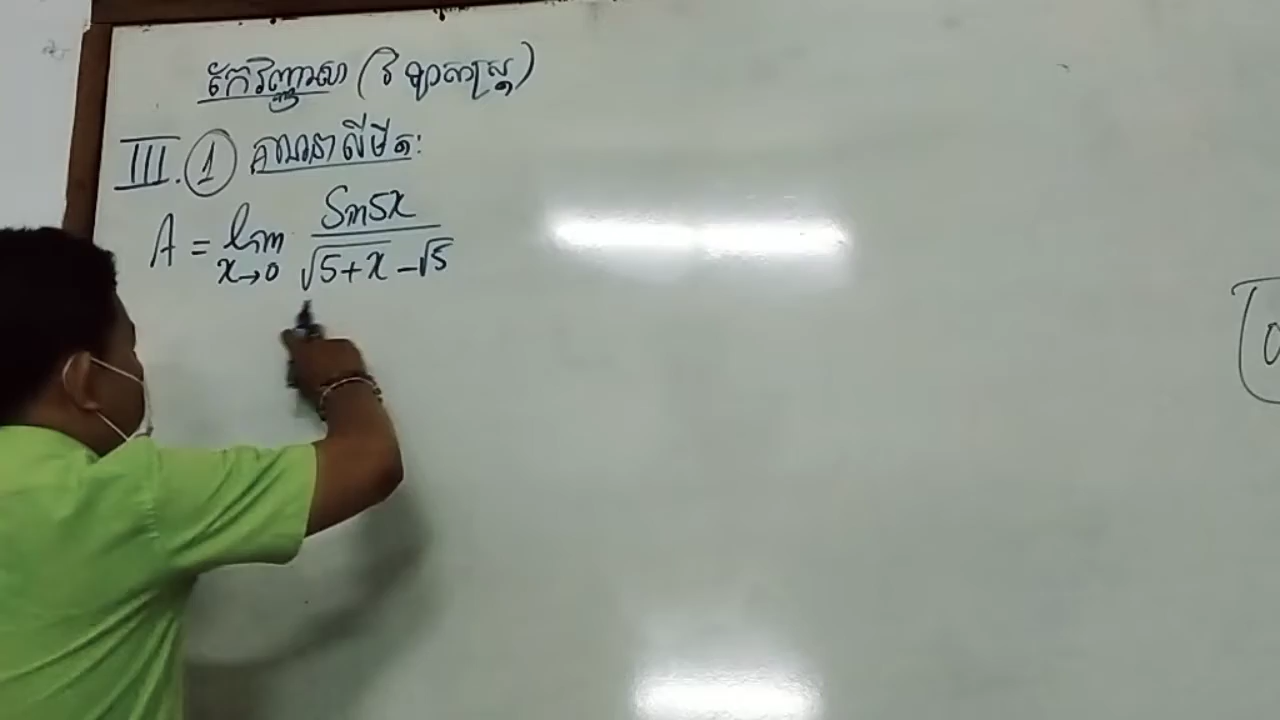 កែវិញ្ញាសា (វិទ្យាសាស្ត្រ)
III. 1 គណនាលីមីតៈ
A = lim x→0 Sin5x / √5+x − √5